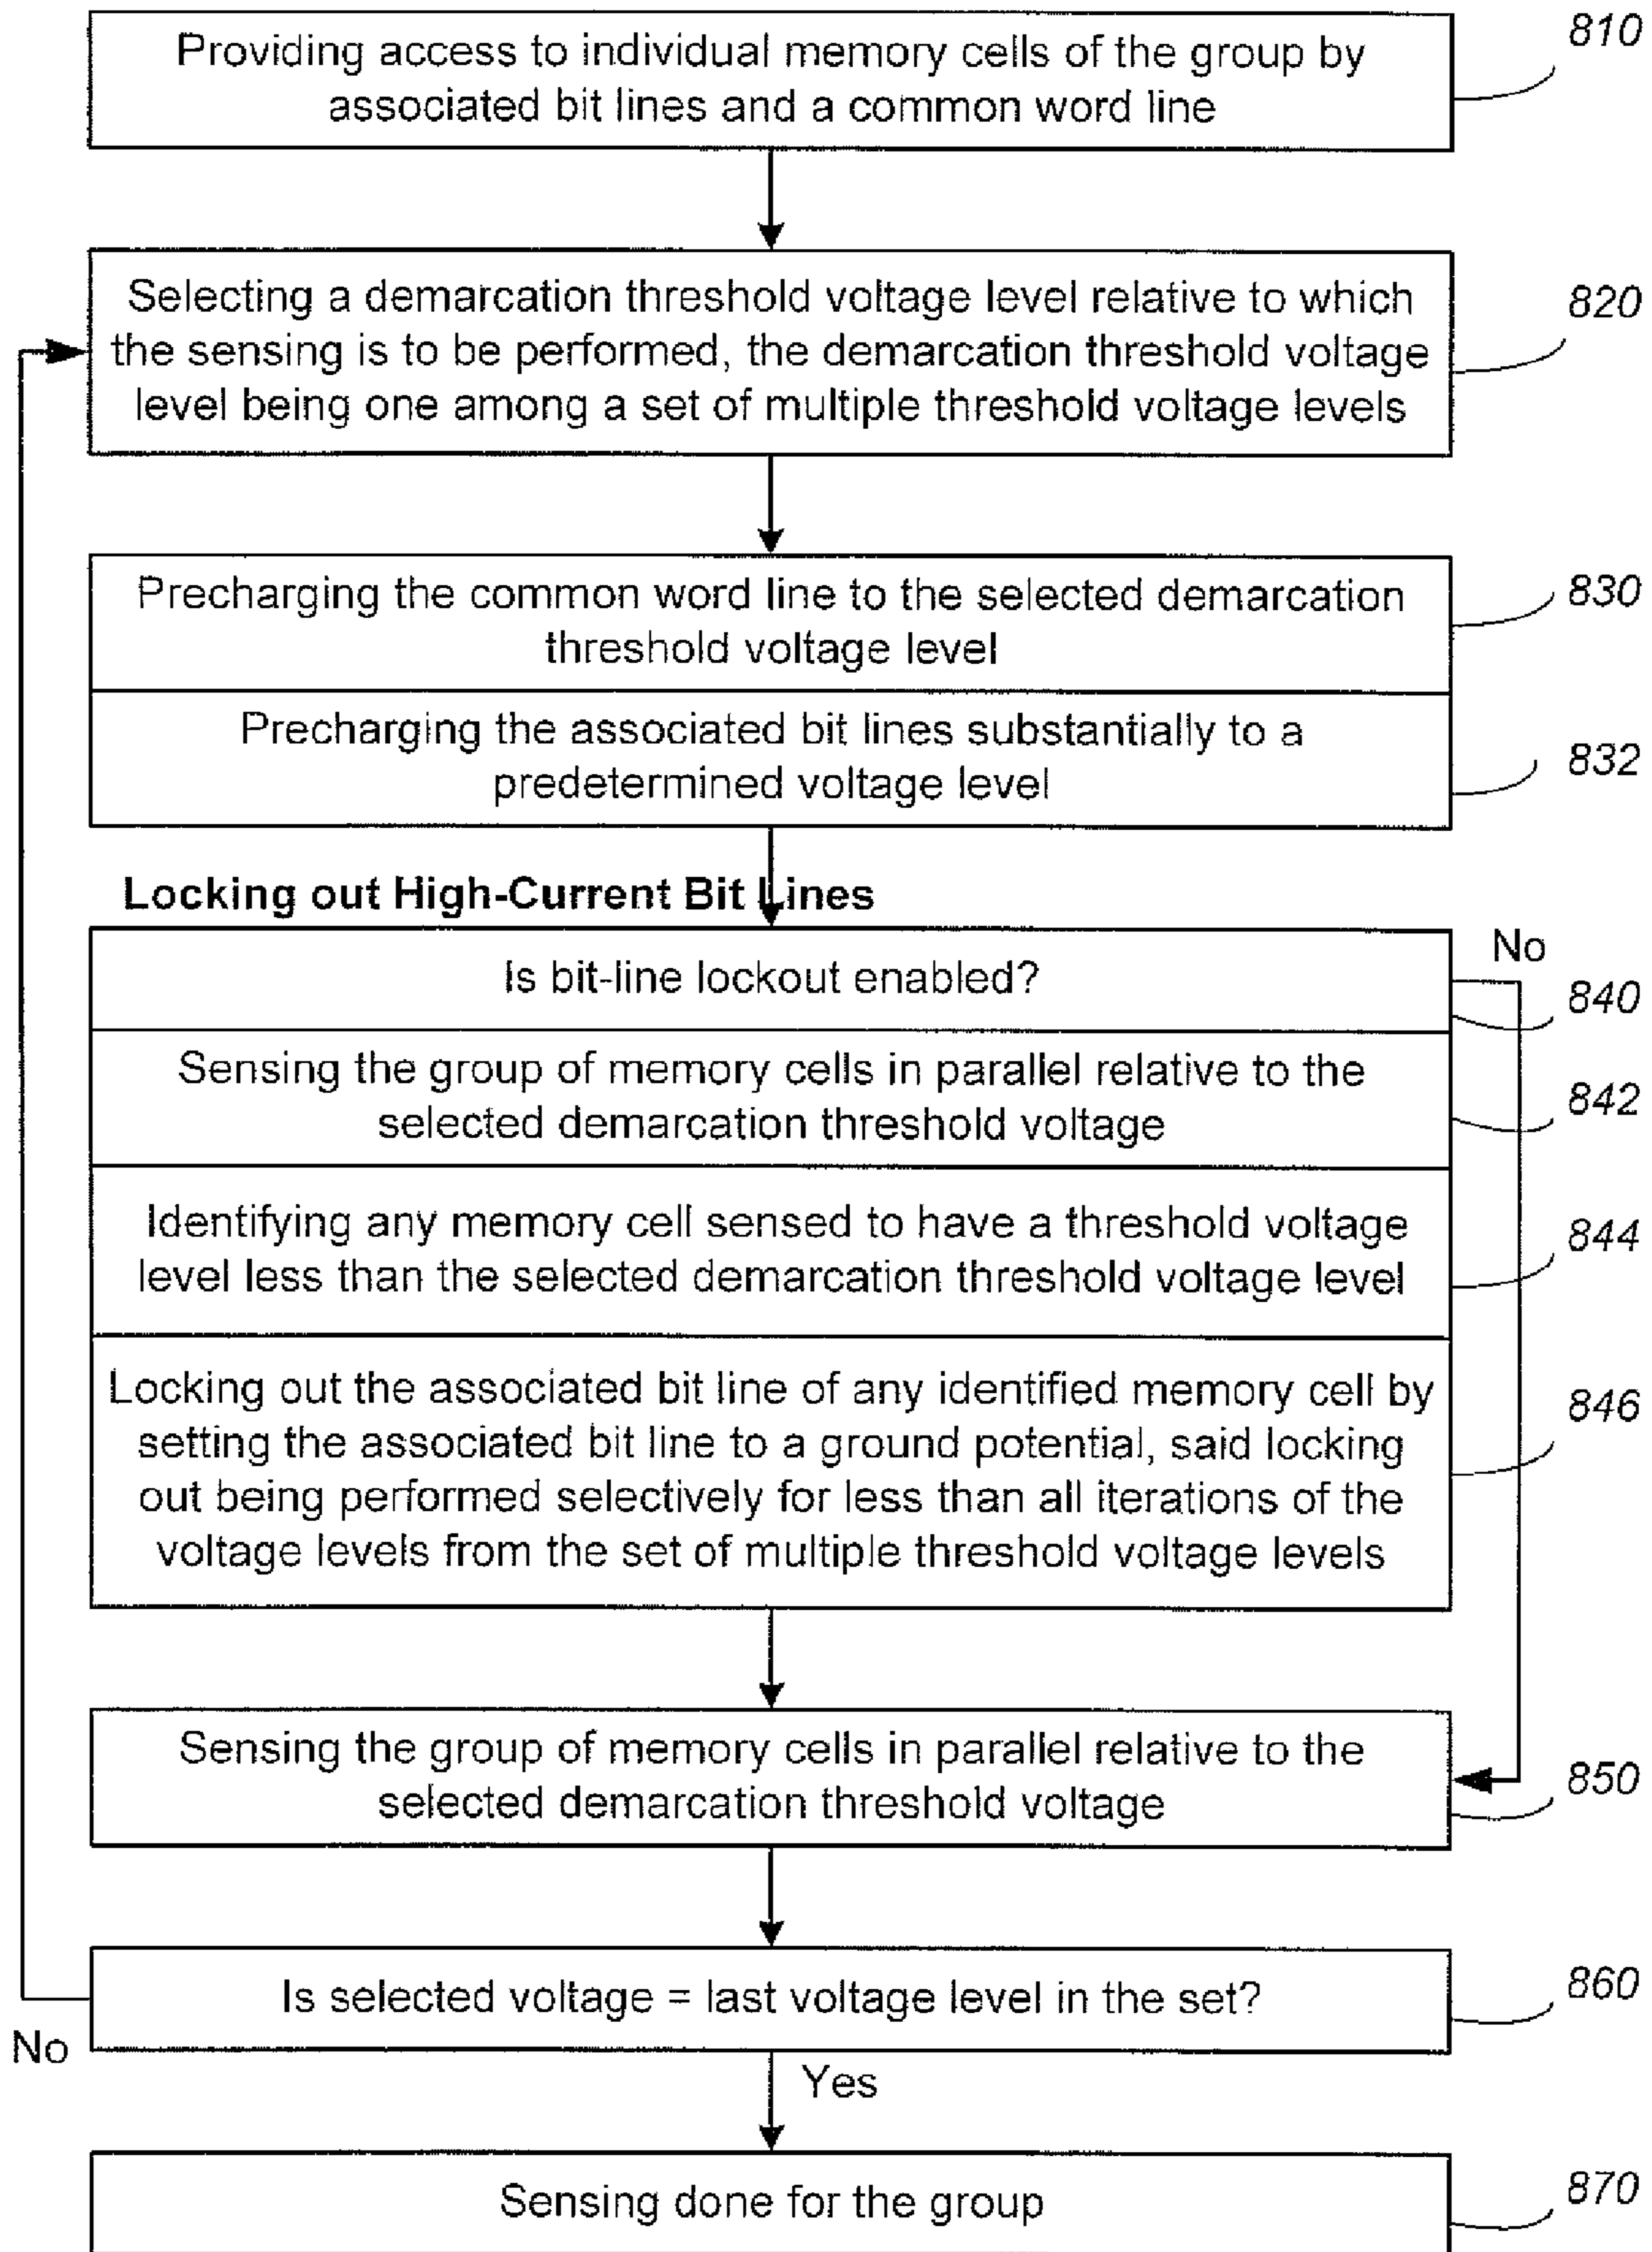 Providing access to individual memory cells of the group by
associated bit lines and a common word line
810
Selecting a demarcation threshold voltage level relative to which
the sensing is to be performed, the demarcation threshold voltage
level being one among a set of multiple threshold voltage levels
820
Precharging the common word line to the selected demarcation
threshold voltage level
830
Precharging the associated bit lines substantially to a
predetermined voltage level
832
Locking out High-Current Bit Lines
Is bit-line lockout enabled?
No
840
Sensing the group of memory cells in parallel relative to the
selected demarcation threshold voltage
842
Identifying any memory cell sensed to have a threshold voltage
level less than the selected demarcation threshold voltage level
844
Locking out the associated bit line of any identified memory cell by
setting the associated bit line to a ground potential, said locking
out being performed selectively for less than all iterations of the
voltage levels from the set of multiple threshold voltage levels
846
Sensing the group of memory cells in parallel relative to the
selected demarcation threshold voltage
850
Is selected voltage = last voltage level in the set?
860
No
Yes
Sensing done for the group
870